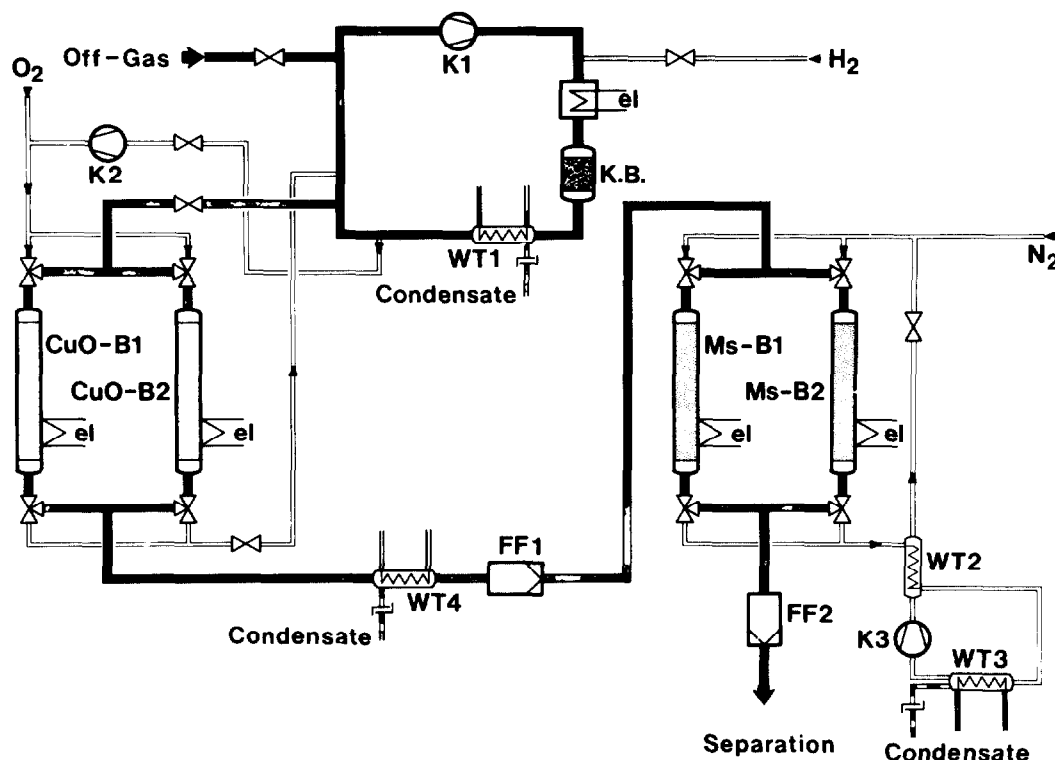 Off-Gas
K1
H2
O2
el
K2
K.B.
WT1
N2
Condensate
CuO-B1
Ms-B1
CuO-B2
Ms-B2
el
el
el
el
FF1
WT2
WT4
FF2
K3
Condensate
WT3
Separation
Condensate